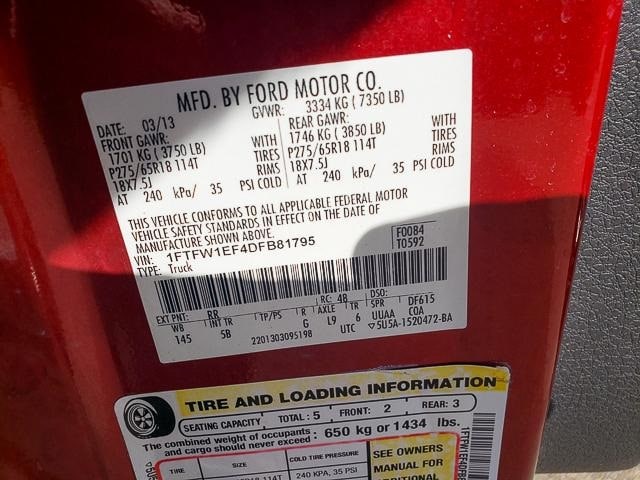 MFD. BY FORD MOTOR CO.
DATE: 03/13 GVWR: 3334 KG ( 7350 LB)
FRONT GAWR: REAR GAWR:
1701 KG ( 3750 LB) WITH 1746 KG ( 3850 LB) WITH
P275/65R18 114T TIRES P275/65R18 114T TIRES
18X7.5J RIMS 18X7.5J RIMS
AT 240 kPa/ 35 PSI COLD AT 240 kPa/ 35 PSI COLD
THIS VEHICLE CONFORMS TO ALL APPLICABLE FEDERAL MOTOR
VEHICLE SAFETY STANDARDS IN EFFECT ON THE DATE OF
MANUFACTURE SHOWN ABOVE.
VIN: 1FTFW1EF4DFB81795 F0084
TYPE: Truck T0592
EXT PNT: RR RC: 48 DSO:
WB INT TR TP/PS R AXLE TR SPR DF615
145 5B G L9 6 UUAA COA
2201303095198 UTC ▽5U5A-1520472-BA
TIRE AND LOADING INFORMATION
SEATING CAPACITY TOTAL: 5 FRONT: 2 REAR: 3
The combined weight of occupants
and cargo should never exceed : 650 kg or 1434 lbs.
TIRE SIZE COLD TIRE PRESSURE SEE OWNERS
240 KPA, 35 PSI MANUAL FOR
ADDITIONAL